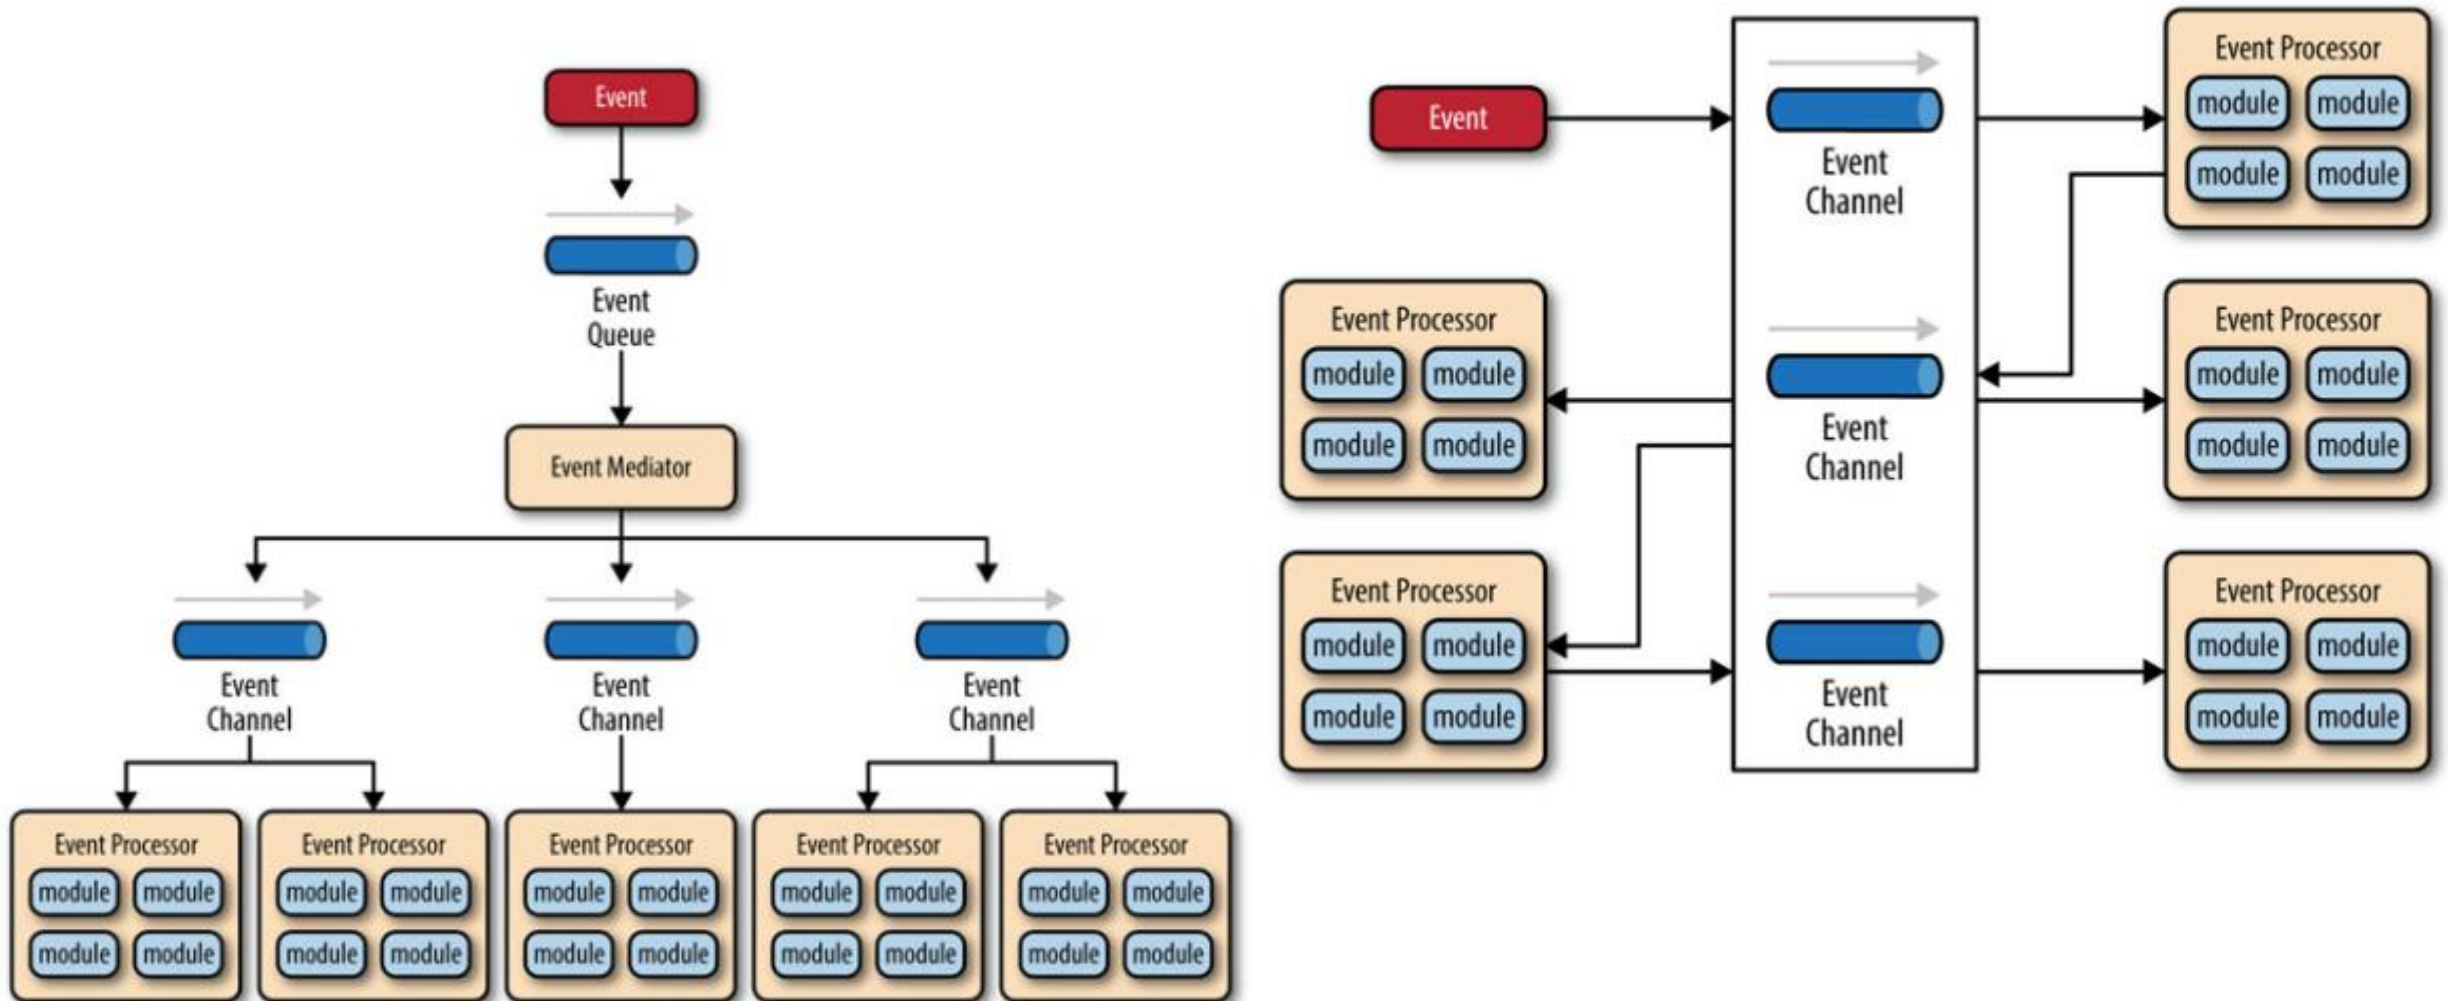 Event
Event
Queue
Event Mediator
Event
Channel
Event
Channel
Event
Channel
Event Processor
module module
module module
Event Processor
module module
module module
Event Processor
module module
module module
Event Processor
module module
module module
Event Processor
module module
module module
Event
Event
Channel
Event Processor
module module
module module
Event Processor
module module
module module
Event
Channel
Event Processor
module module
module module
Event Processor
module module
module module
Event
Channel
Event Processor
module module
module module